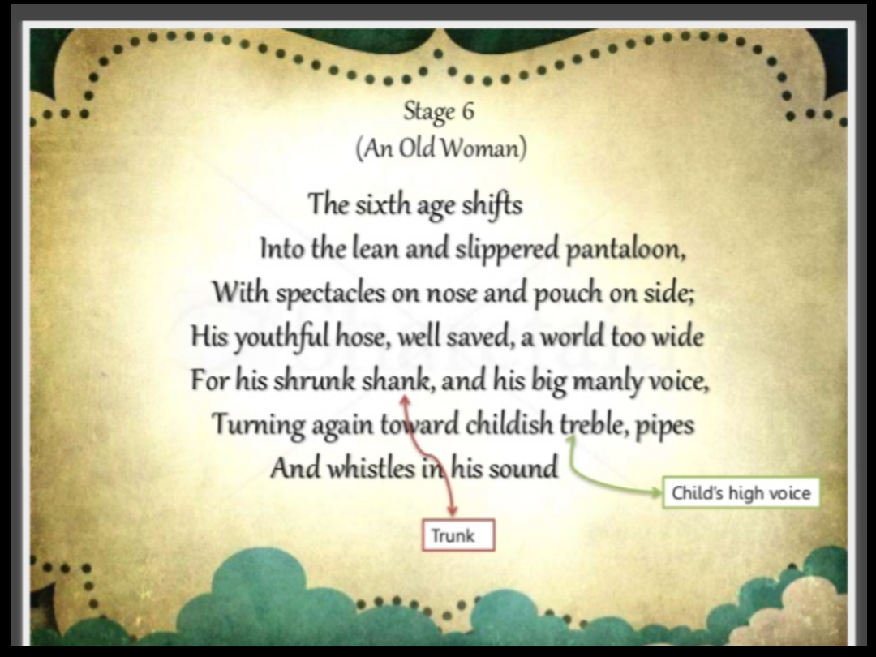 Stage 6
(An Old Woman)
The sixth age shifts
Into the lean and slippered pantaloon,
With spectacles on nose and pouch on side;
His youthful hose, well saved, a world too wide
For his shrunk shank, and his big manly voice,
Turning again toward childish treble, pipes
And whistles in his sound
Child's high voice
Trunk